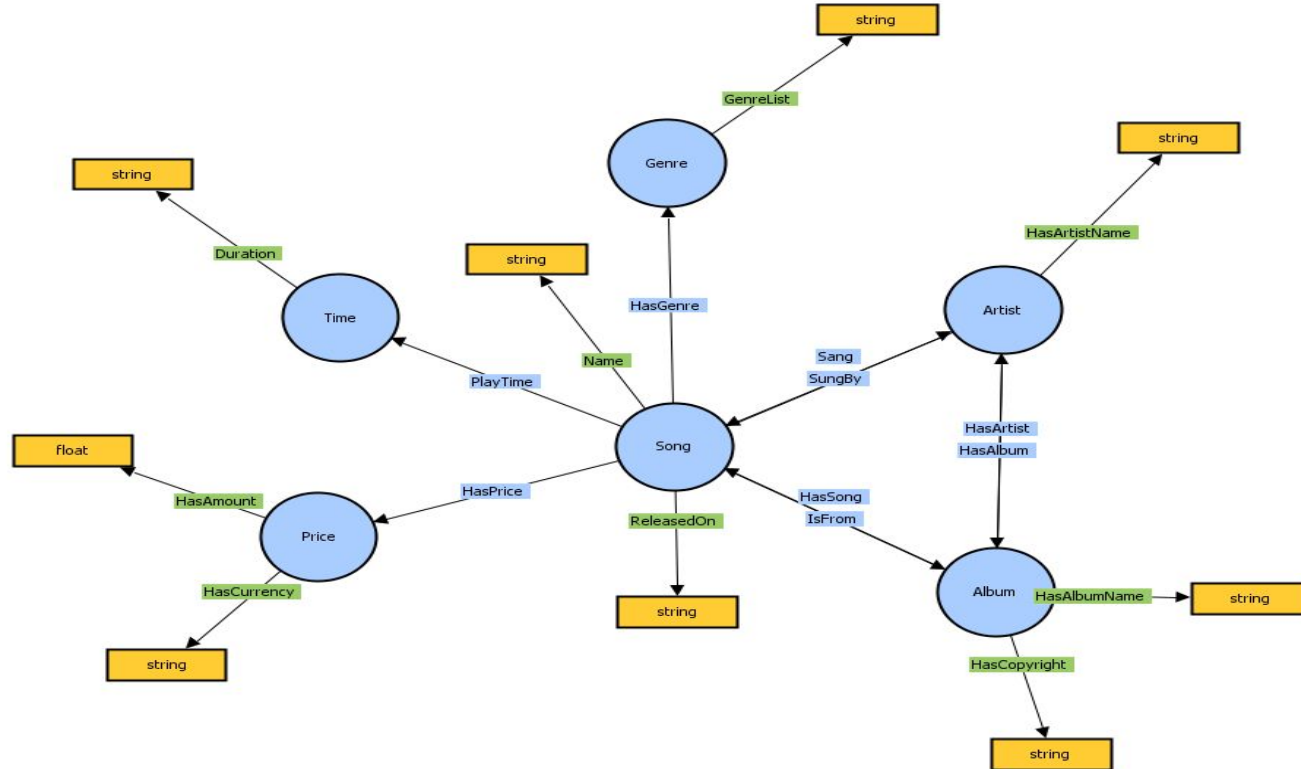 string
GenreList
string
Genre
string
HasArtistName
Duration
string
HasGenre
Artist
Time
Sang
Name
SungBy
PlayTime
HasArtist
Song
float
HasAlbum
HasPrice
HasSong
HasAmount
ReleasedOn
IsFrom
Price
HasCurrency
Album
HasAlbumName
string
string
string
HasCopyright
string